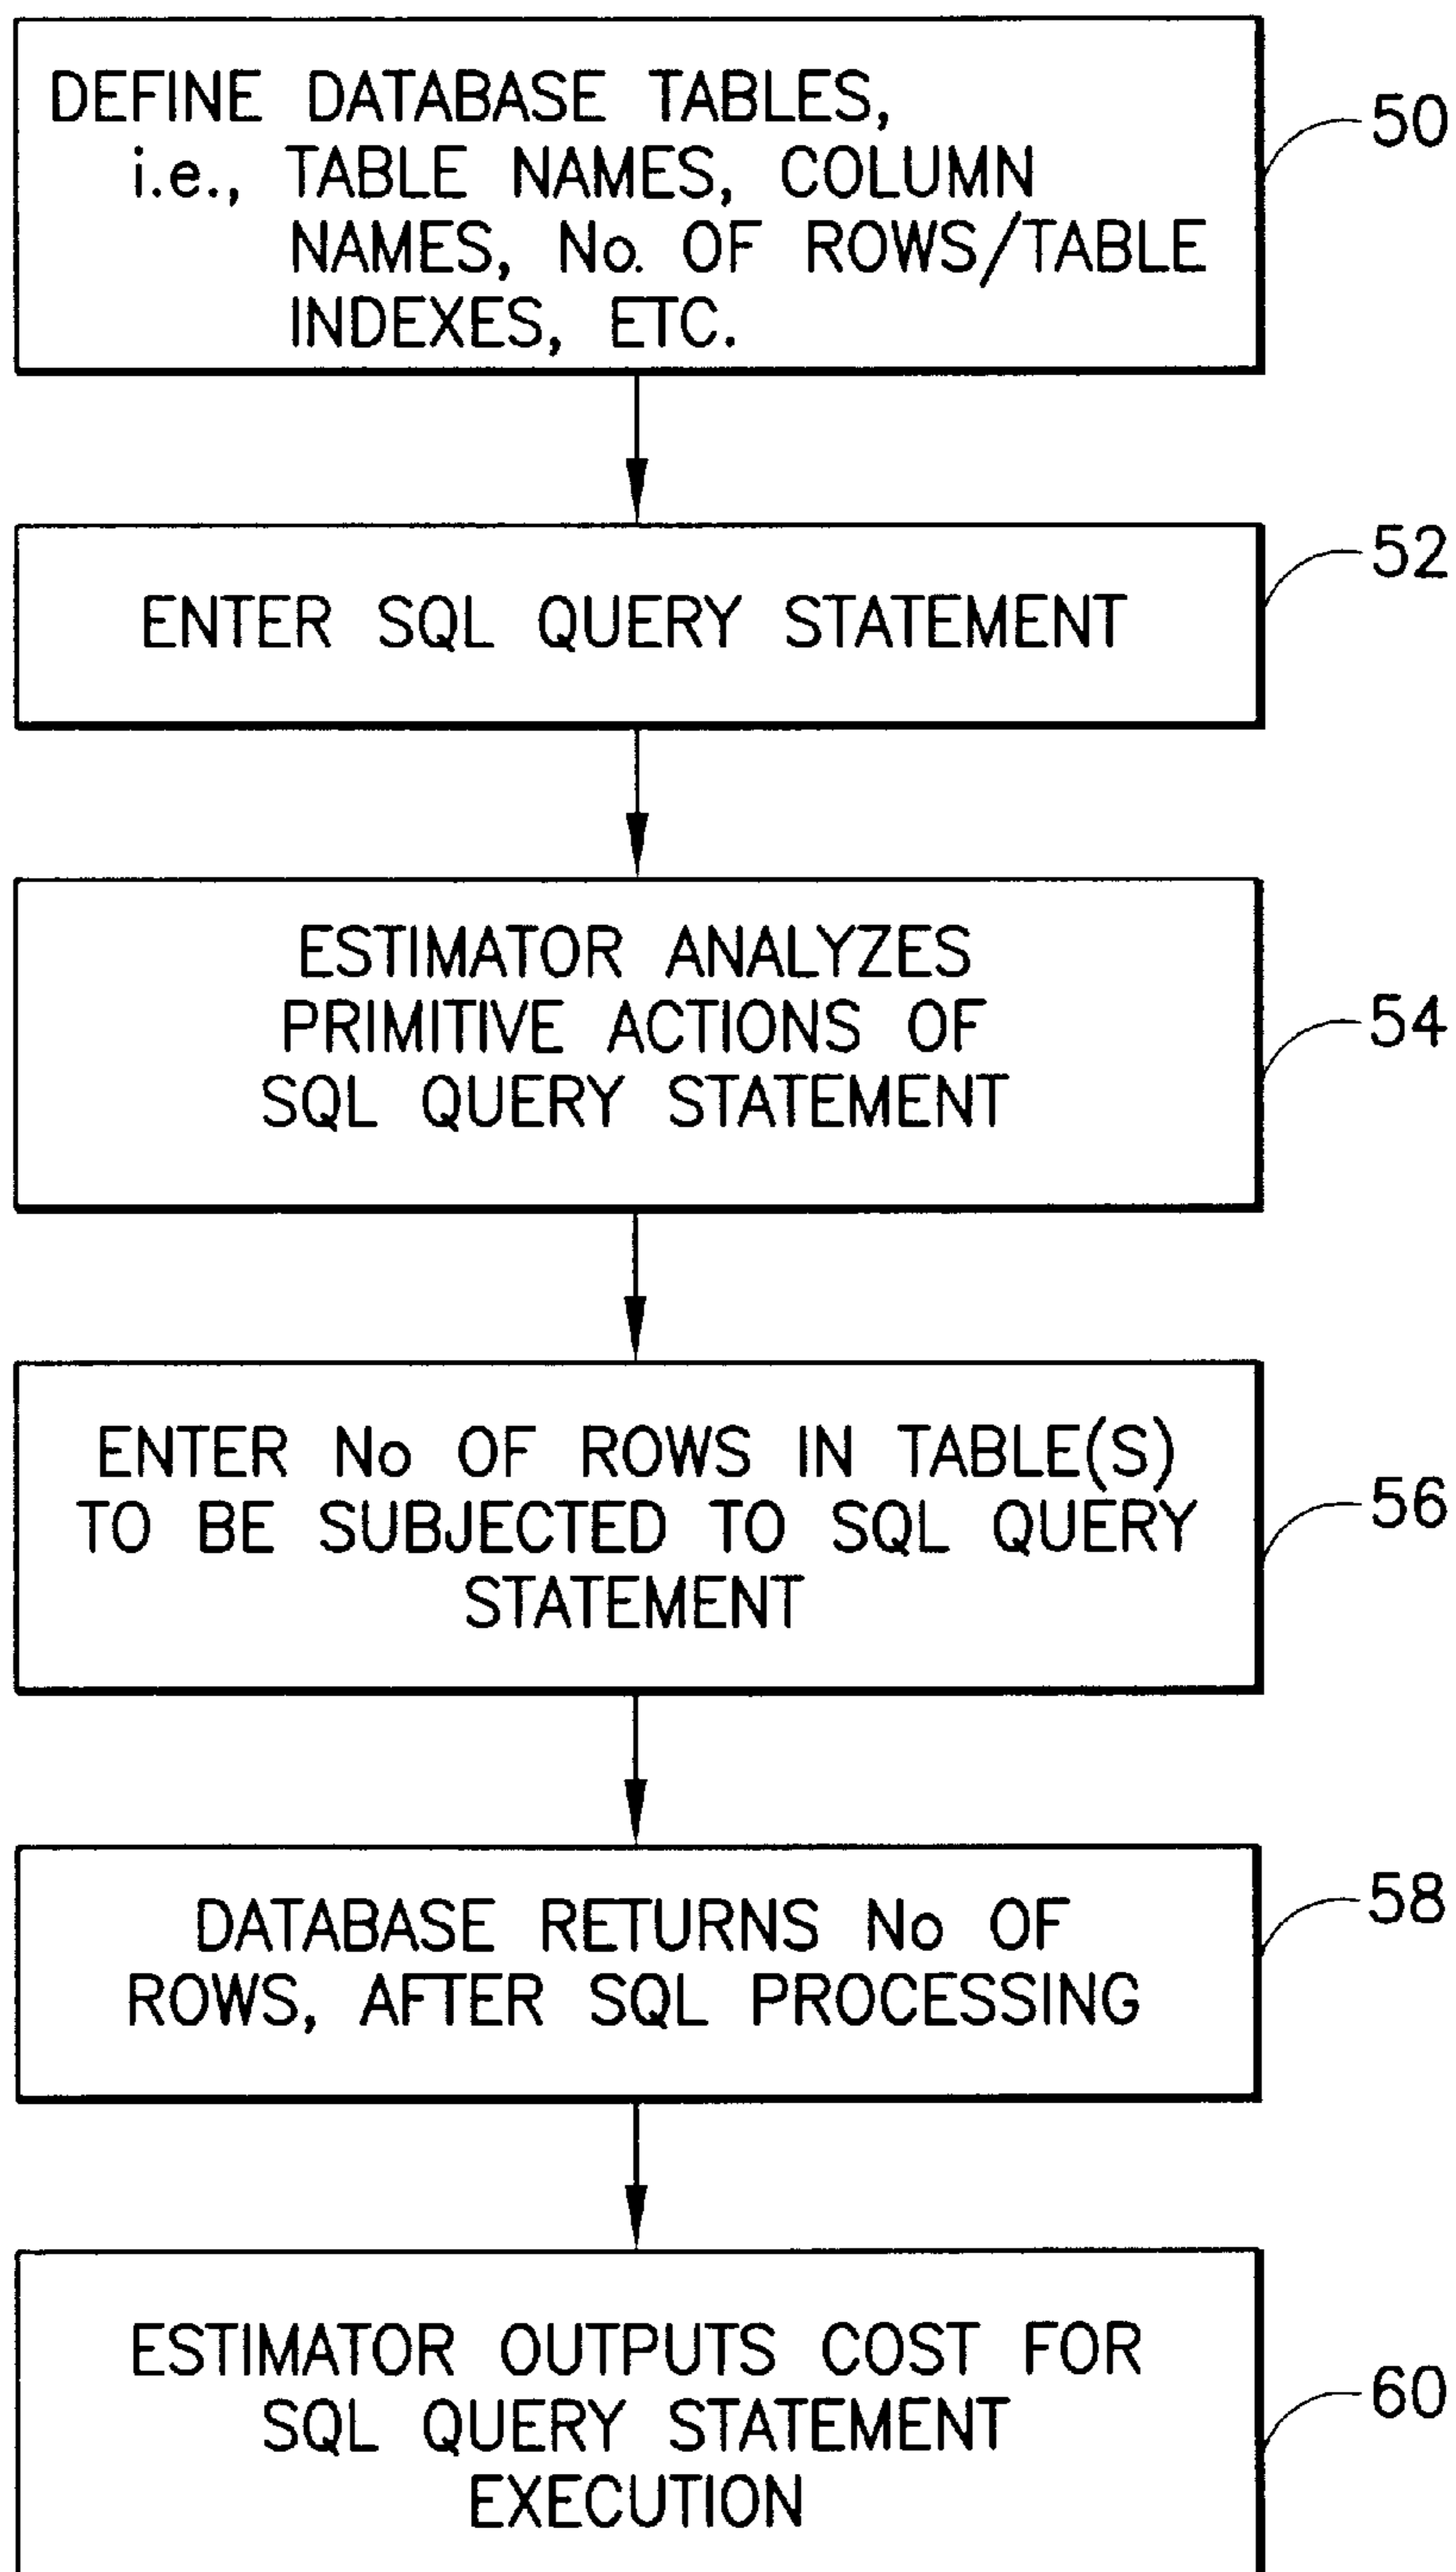 DEFINE DATABASE TABLES,
i.e., TABLE NAMES, COLUMN
NAMES, No. OF ROWS/TABLE
INDEXES, ETC.
50
52
ENTER SQL QUERY STATEMENT
ESTIMATOR ANALYZES
PRIMITIVE ACTIONS OF
SQL QUERY STATEMENT
54
ENTER No OF ROWS IN TABLE(S)
TO BE SUBJECTED TO SQL QUERY
STATEMENT
56
DATABASE RETURNS No OF
ROWS, AFTER SQL PROCESSING
58
ESTIMATOR OUTPUTS COST FOR
SQL QUERY STATEMENT
EXECUTION
60